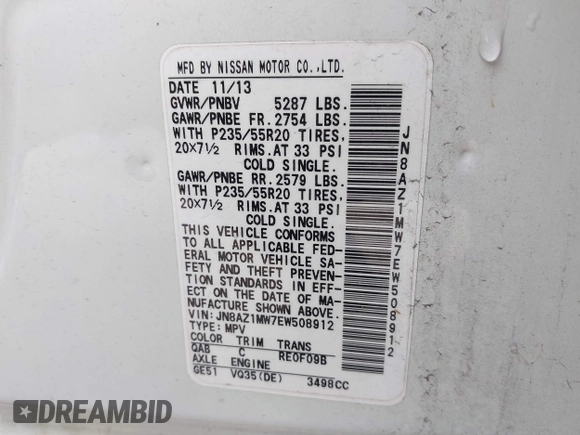 MFD BY NISSAN MOTOR CO.,LTD.
DATE 11/13
GVWR/PNBV 5287 LBS.
GAWR/PNBE FR. 2754 LBS.
WITH P235/55R20 TIRES,
20X7½ RIMS.AT 33 PSI
COLD SINGLE.
GAWR/PNBE RR. 2579 LBS.
WITH P235/55R20 TIRES,
20X7½ RIMS.AT 33 PSI
COLD SINGLE.
THIS VEHICLE CONFORMS
TO ALL APPLICABLE FED-
ERAL MOTOR VEHICLE SA-
FETY AND THEFT PREVEN-
TION STANDARDS IN EFF-
ECT ON THE DATE OF MA-
NUFACTURE SHOWN ABOVE.
VIN:JN8AZ1MW7EW508912
TYPE:MPV
COLOR TRIM TRANS
QAB C RE0F09B
AXLE ENGINE
GE51 VQ35(DE) 3498CC
JN8AZ1MW7EW508912
DREAMBID